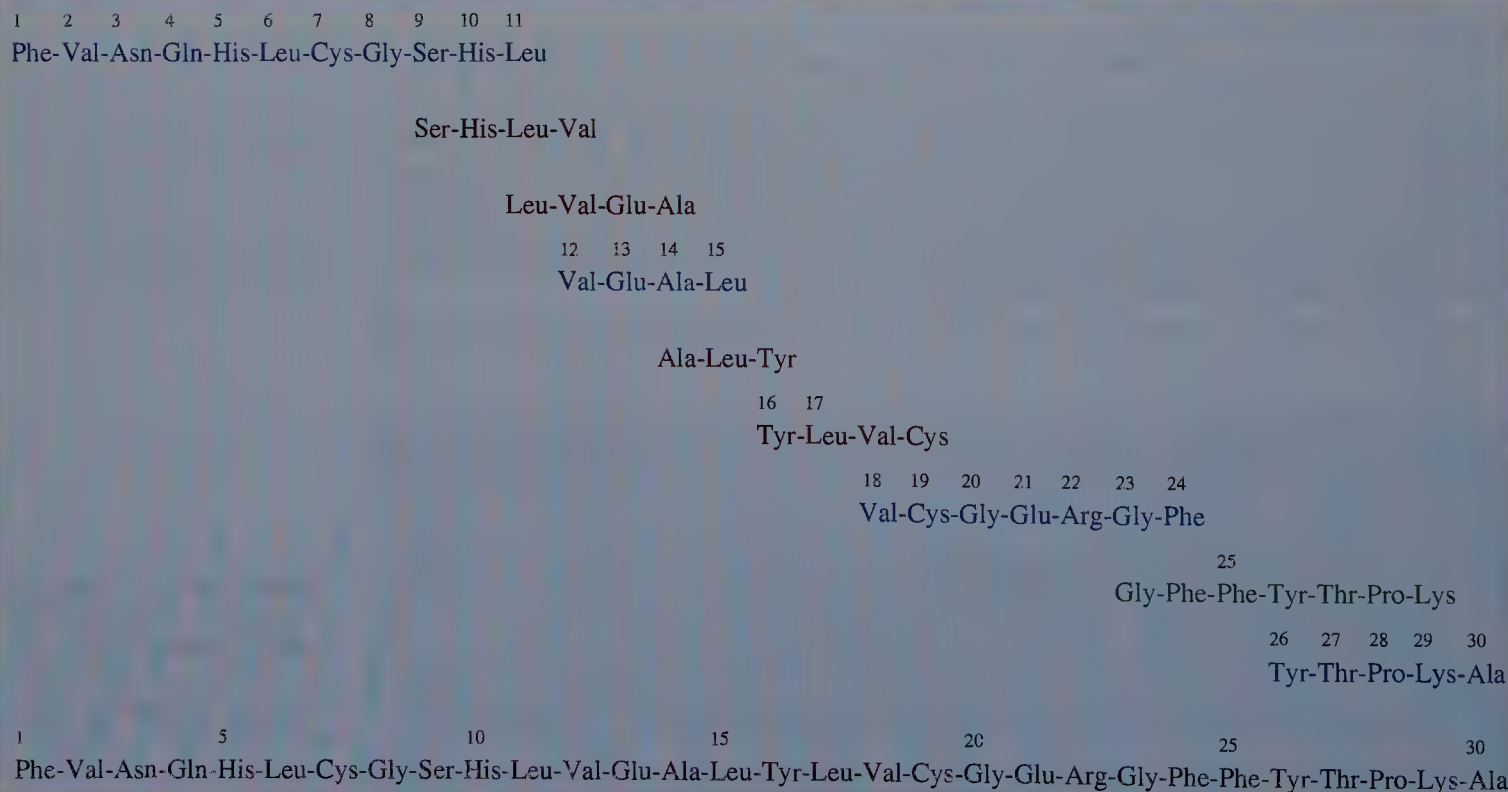 1 2 3 4 5 6 7 8 9 10 11
Phe-Val-Asn-Gln-His-Leu-Cys-Gly-Ser-His-Leu
Ser-His-Leu-Val
Leu-Val-Glu-Ala
12 13 14 15
Val-Glu-Ala-Leu
Ala-Leu-Tyr
16 17
Tyr-Leu-Val-Cys
18 19 20 21 22 23 24
Val-Cys-Gly-Glu-Arg-Gly-Phe
25
Gly-Phe-Phe-Tyr-Thr-Pro-Lys
26 27 28 29 30
Tyr-Thr-Pro-Lys-Ala
1 5 10 15 20 25 30
Phe-Val-Asn-Gln-His-Leu-Cys-Gly-Ser-His-Leu-Val-Glu-Ala-Leu-Tyr-Leu-Val-Cys-Gly-Glu-Arg-Gly-Phe-Phe-Tyr-Thr-Pro-Lys-Ala